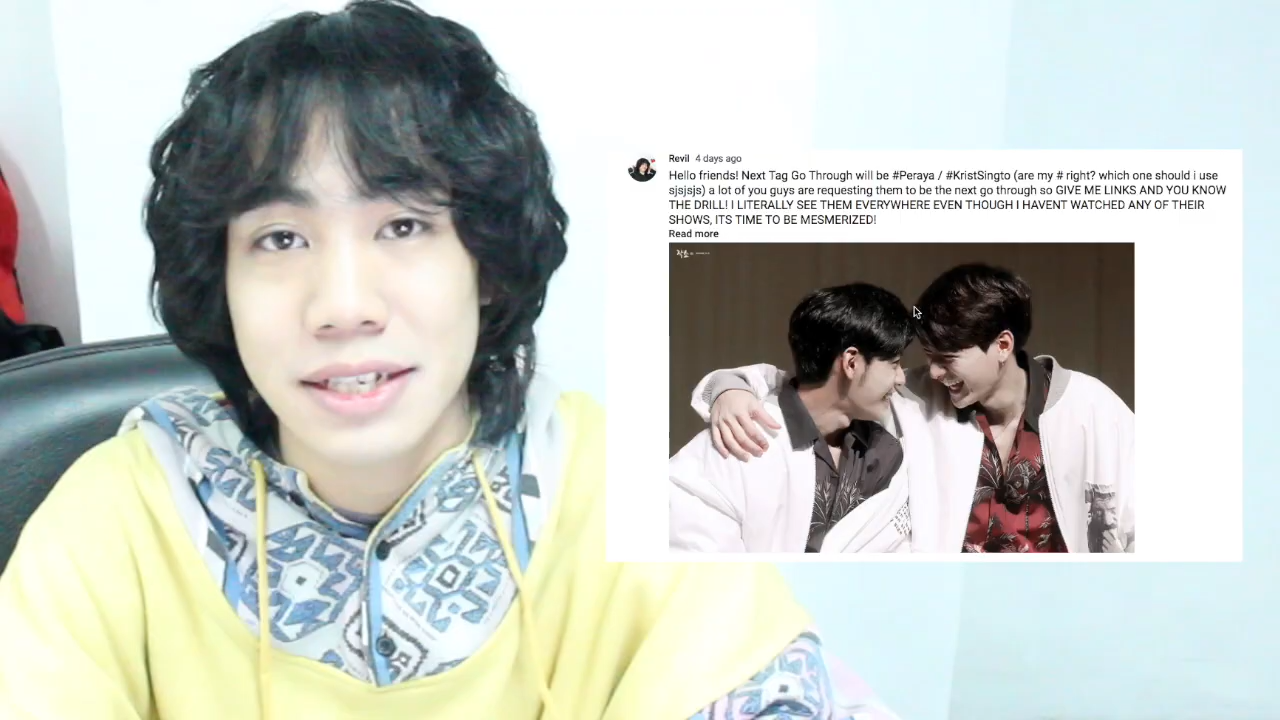 Revil 4 days ago
Hello friends! Next Tag Go Through will be #Peraya / #KristSingto (are my # right? which one should i use
sjsjsjs) a lot of you guys are requesting them to be the next go through so GIVE ME LINKS AND YOU KNOW
THE DRILL! I LITERALLY SEE THEM EVERYWHERE EVEN THOUGH I HAVENT WATCHED ANY OF THEIR
SHOWS, ITS TIME TO BE MESMERIZED!
Read more